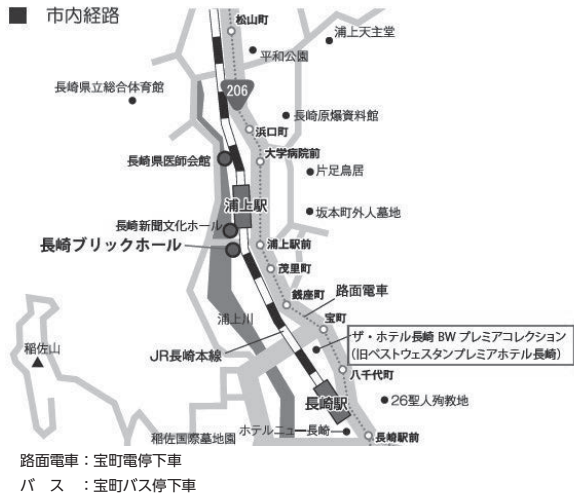 ■ 市内経路
松山町
浦上天主堂
平和公園
長崎県立総合体育館
206
長崎原爆資料館
浜口町
大学病院前
長崎県医師会館
片足鳥居
浦上駅
坂本町外人墓地
長崎新聞文化ホール
長崎ブリックホール
浦上駅前
茂里町
銭座町
路面電車
浦上川
宝町
稲佐山
JR長崎本線
ザ・ホテル長崎 BW プレミアコレクション
(旧ベストウェスタンプレミアホテル長崎)
八千代町
長崎駅
26聖人殉教地
稲佐国際墓地園
ホテルニュー長崎
長崎駅前
路面電車：宝町電停下車
バ　ス　：宝町バス停下車